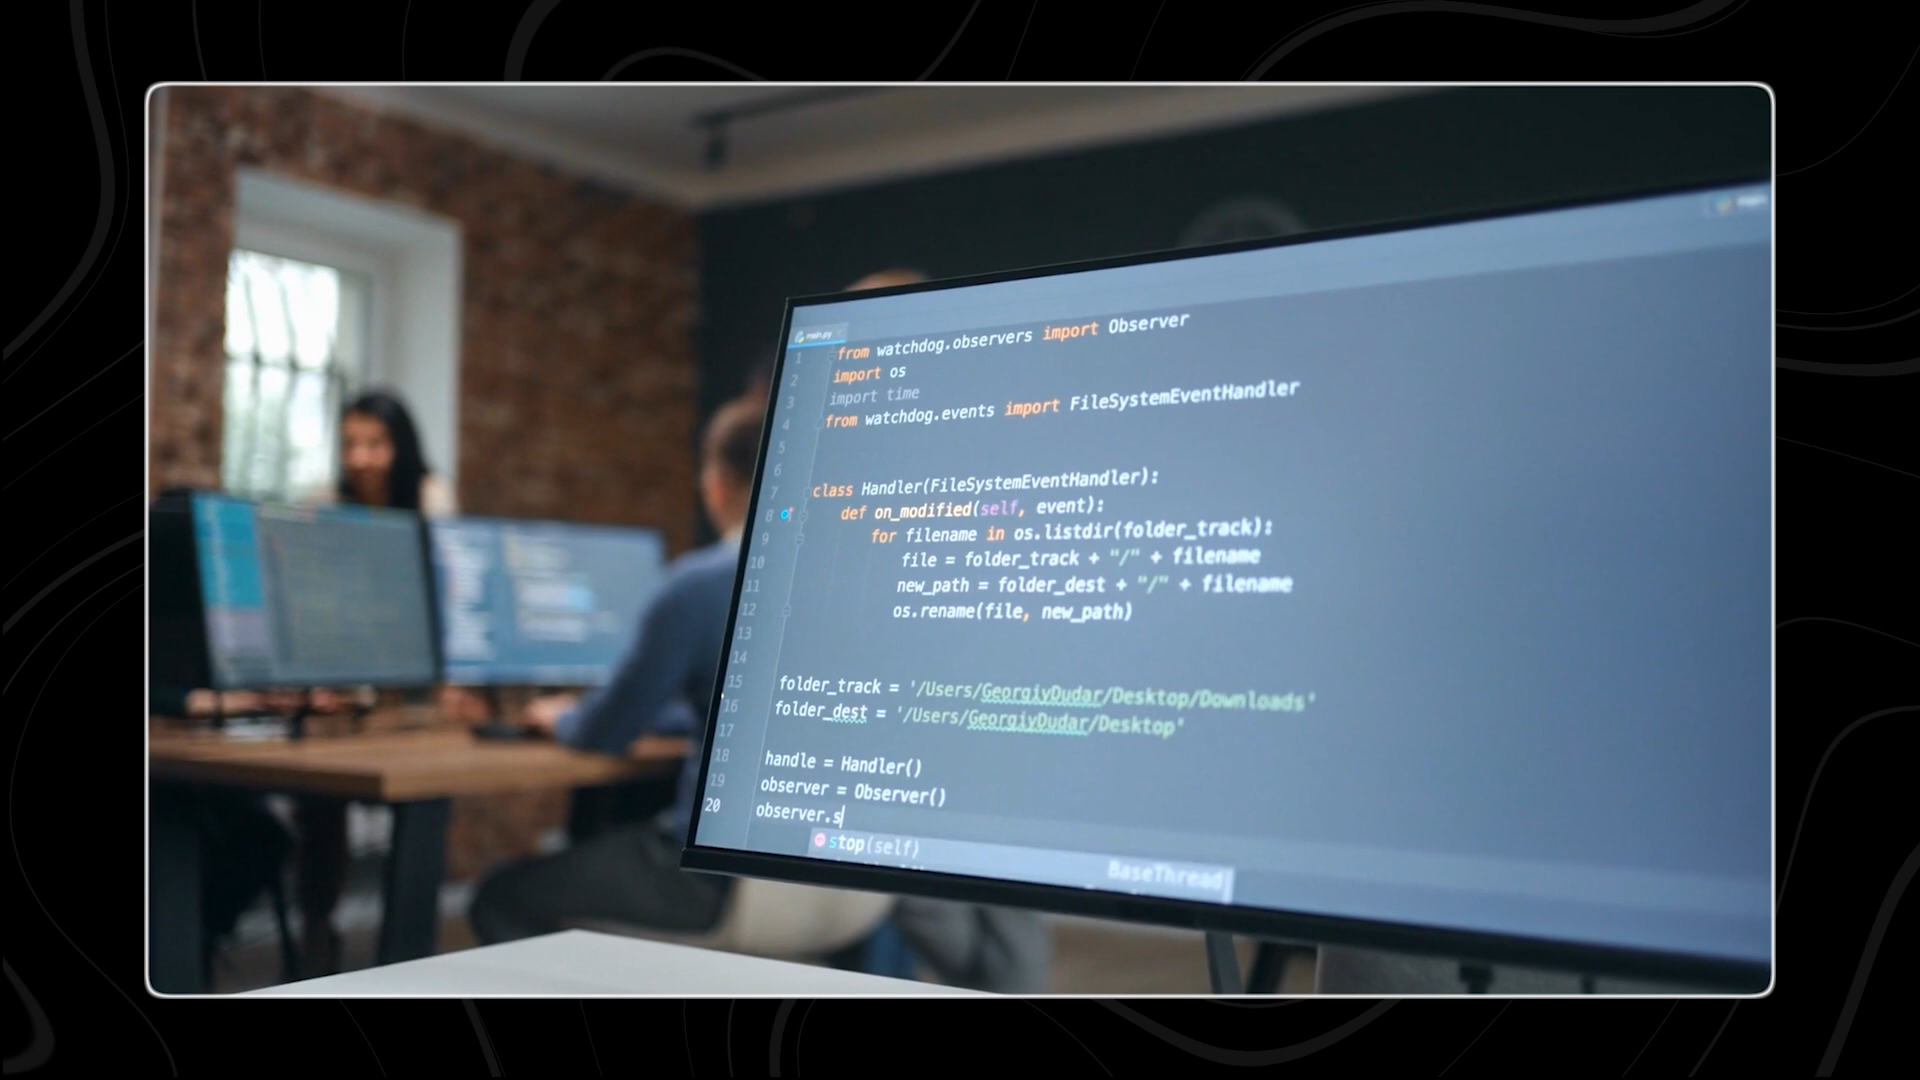 main.py
1 from watchdog.observers import Observer
2 import os
3 import time
4 from watchdog.events import FileSystemEventHandler
5
6
7 class Handler(FileSystemEventHandler):
8 def on_modified(self, event):
9 for filename in os.listdir(folder_track):
10 file = folder_track + "/" + filename
11 new_path = folder_dest + "/" + filename
12 os.rename(file, new_path)
13
14
15 folder_track = '/Users/GeorgiyDudar/Desktop/Downloads'
16 folder_dest = '/Users/GeorgiyDudar/Desktop'
17
18 handle = Handler()
19 observer = Observer()
20 observer.s
stop(self) BaseThread